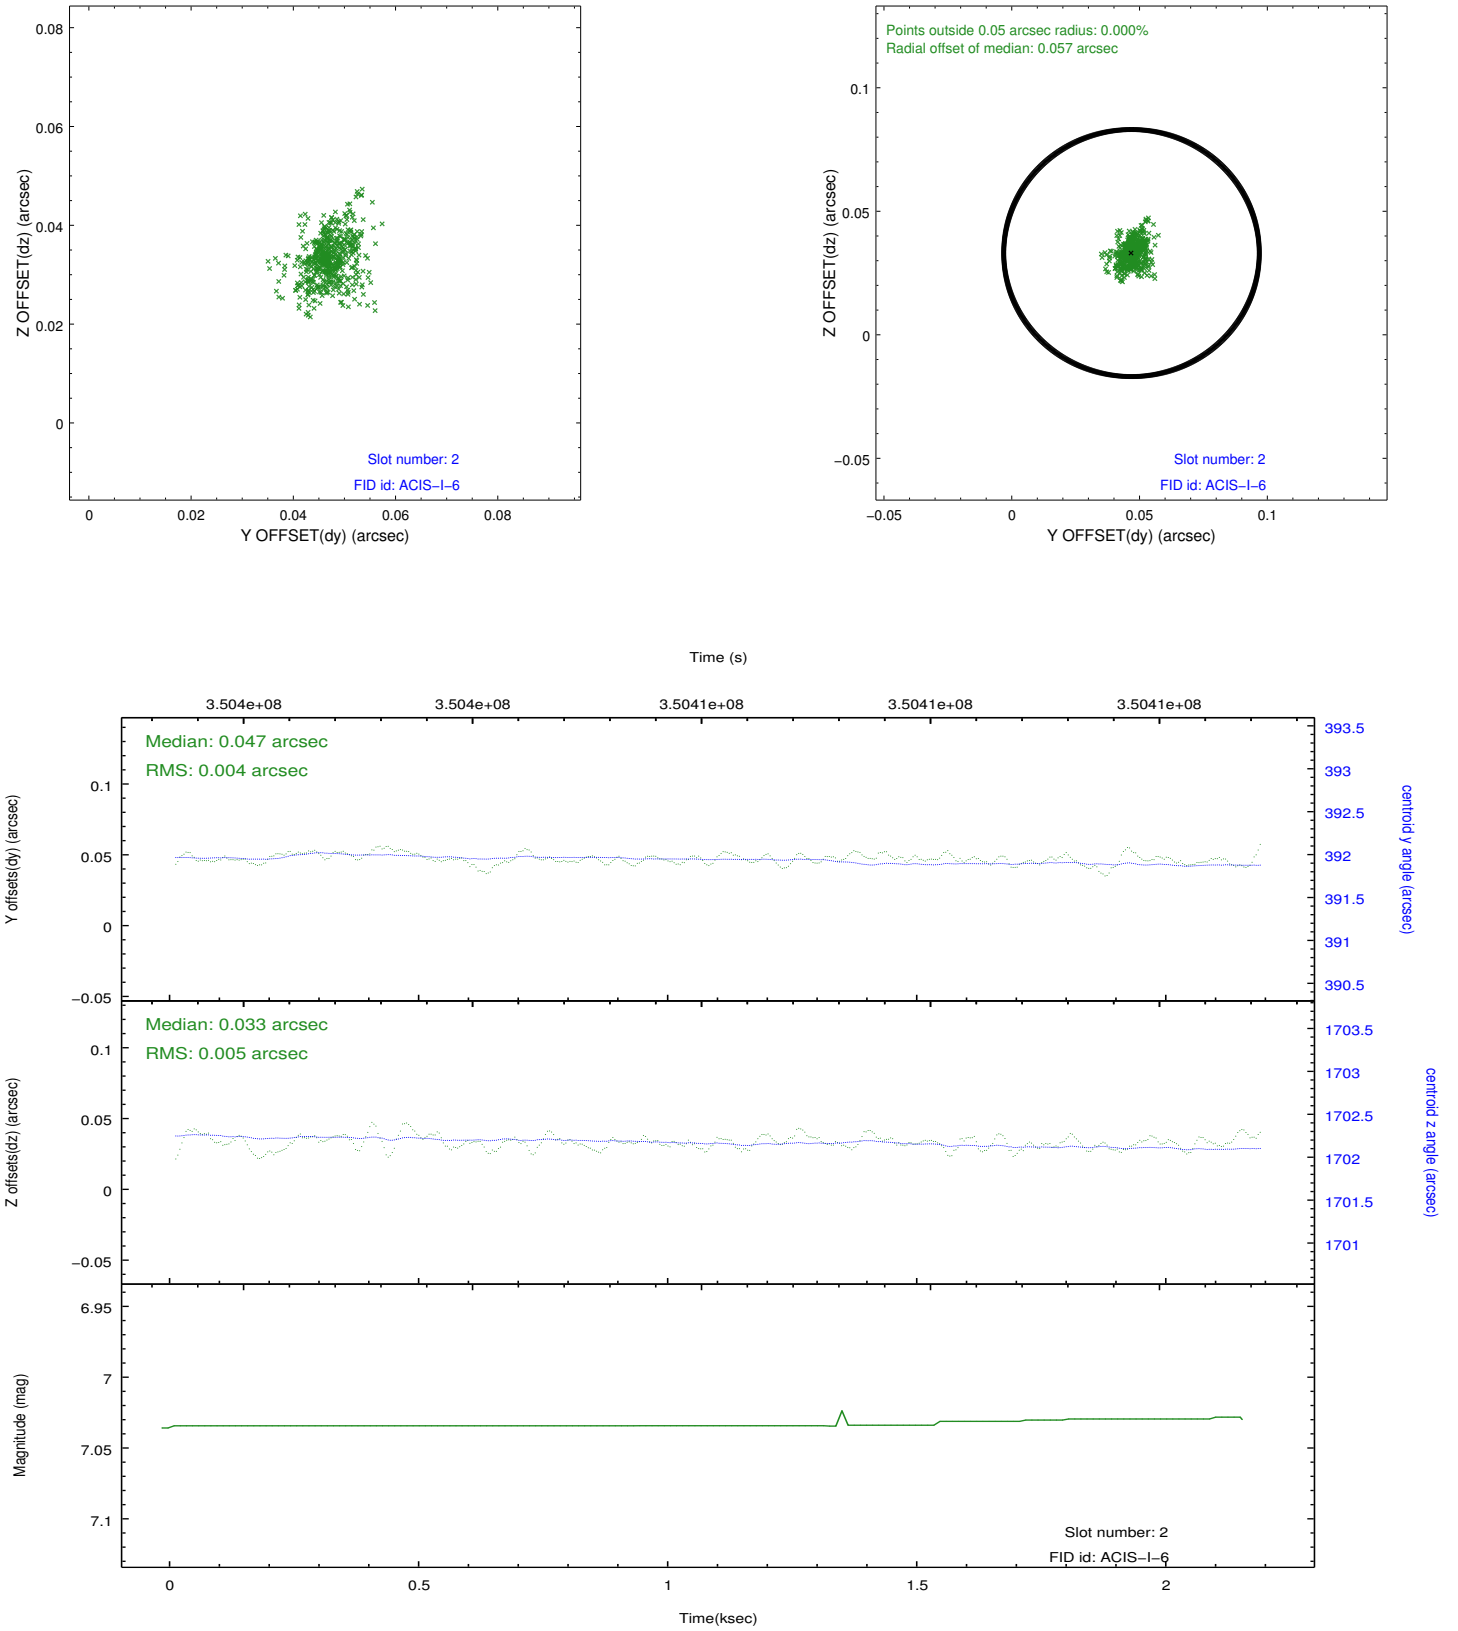 0.08
0.06
0.04
0.02
0
Z OFFSET(dz) (arcsec)
Slot number: 2
FID id: ACIS−I−6
0 0.02 0.04 0.06 0.08
Y OFFSET(dy) (arcsec)
Points outside 0.05 arcsec radius: 0.000%
Radial offset of median: 0.057 arcsec
0.1
0.05
0
−0.05
Z OFFSET(dz) (arcsec)
Slot number: 2
FID id: ACIS−I−6
−0.05 0 0.05 0.1
Y OFFSET(dy) (arcsec)
Time (s)
3.504e+08 3.504e+08 3.5041e+08 3.5041e+08 3.5041e+08
Median: 0.047 arcsec
RMS: 0.004 arcsec
0.1
0.05
0
−0.05
Y offsets(dy) (arcsec)
393.5
393
392.5
392
391.5
391
390.5
centroid y angle (arcsec)
Median: 0.033 arcsec
RMS: 0.005 arcsec
0.1
0.05
0
−0.05
Z offsets(dz) (arcsec)
1703.5
1703
1702.5
1702
1701.5
1701
centroid z angle (arcsec)
6.95
7
7.05
7.1
Magnitude (mag)
Slot number: 2
FID id: ACIS−I−6
0 0.5 1 1.5 2
Time(ksec)